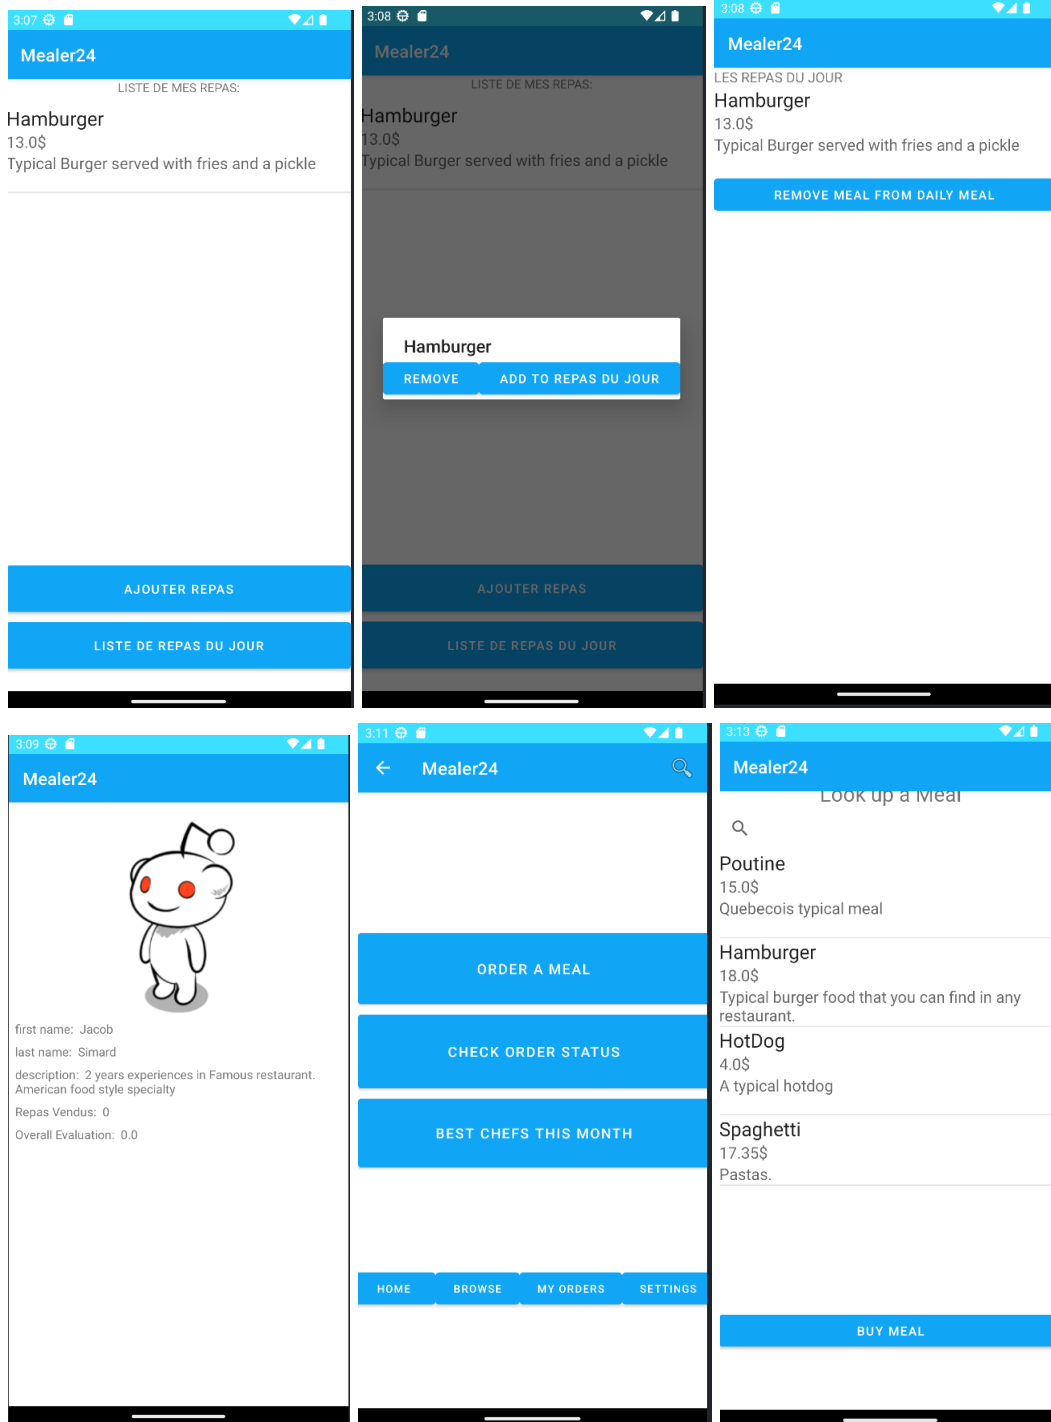 3:07
Mealer24
LISTE DE MES REPAS:
Hamburger
13.0$
Typical Burger served with fries and a pickle
AJOUTER REPAS
LISTE DE REPAS DU JOUR
3:08
Mealer24
LISTE DE MES REPAS:
Hamburger
13.0$
Typical Burger served with fries and a pickle
Hamburger
REMOVE
ADD TO REPAS DU JOUR
AJOUTER REPAS
LISTE DE REPAS DU JOUR
3:08
Mealer24
LES REPAS DU JOUR
Hamburger
13.0$
Typical Burger served with fries and a pickle
REMOVE MEAL FROM DAILY MEAL
3:09
Mealer24
first name: Jacob
last name: Simard
description: 2 years experiences in Famous restaurant.
American food style specialty
Repas Vendus: 0
Overall Evaluation: 0.0
3:11
Mealer24
ORDER A MEAL
CHECK ORDER STATUS
BEST CHEFS THIS MONTH
HOME
BROWSE
MY ORDERS
SETTINGS
3:13
Mealer24
Look up a Meal
Poutine
15.0$
Quebecois typical meal
Hamburger
18.0$
Typical burger food that you can find in any
restaurant.
HotDog
4.0$
A typical hotdog
Spaghetti
17.35$
Pastas.
BUY MEAL